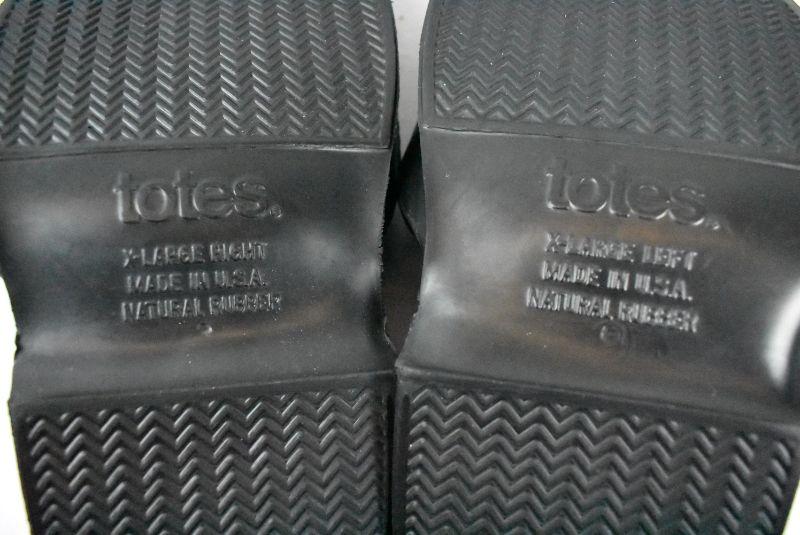 totes®
X-LARGE RIGHT
MADE IN U.S.A.
NATURAL RUBBER
totes®
X-LARGE LEFT
MADE IN U.S.A.
NATURAL RUBBER